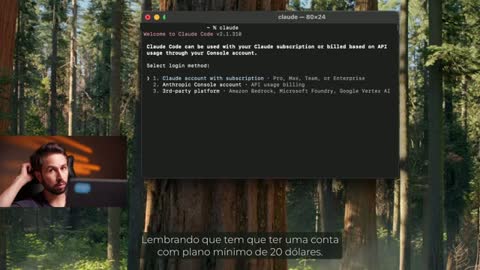 claude — 80×24
~ % claude
Welcome to Claude Code v2.1.310
Claude Code can be used with your Claude subscription or billed based on API
usage through your Console account.
Select login method:
❯ 1. Claude account with subscription · Pro, Max, Team, or Enterprise
2. Anthropic Console account · API usage billing
3. 3rd-party platform · Amazon Bedrock, Microsoft Foundry, Google Vertex AI
Lembrando que tem que ter uma conta
com plano mínimo de 20 dólares.